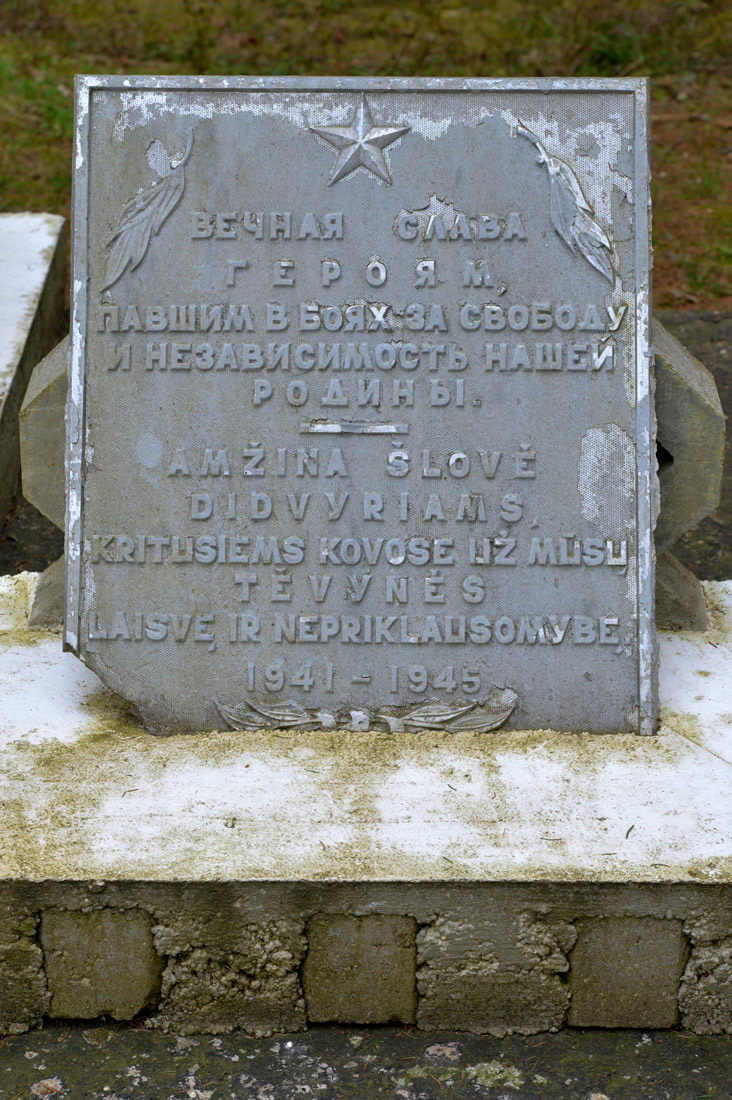 ВЕЧНАЯ СЛАВА
ГЕРОЯМ,
ПАВШИМ В БОЯХ ЗА СВОБОДУ
И НЕЗАВИСИМОСТЬ НАШЕЙ
РОДИНЫ.
AMŽINA ŠLOVĖ
DIDVYRIAMS,
KRITUSIEMS KOVOSE UŽ MŪSU
TĖVYNĖS
LAISVĘ IR NEPRIKLAUSOMYBĘ.
1941 - 1945